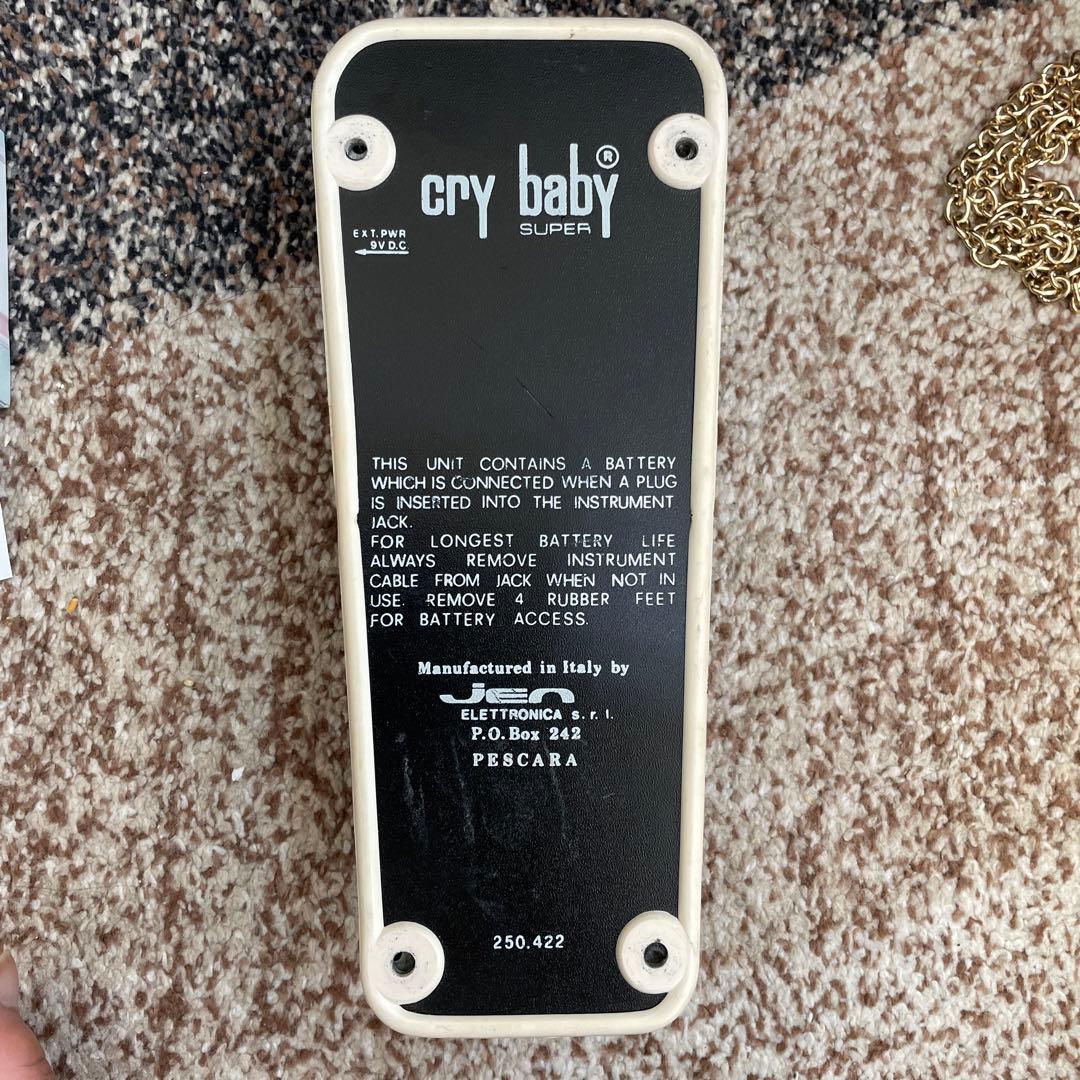 cry baby®
SUPER
EXT.PWR
9V D.C.
THIS UNIT CONTAINS A BATTERY
WHICH IS CONNECTED WHEN A PLUG
IS INSERTED INTO THE INSTRUMENT
JACK.
FOR LONGEST BATTERY LIFE
ALWAYS REMOVE INSTRUMENT
CABLE FROM JACK WHEN NOT IN
USE. REMOVE 4 RUBBER FEET
FOR BATTERY ACCESS.
Manufactured in Italy by
Jen
ELETTRONICA s. r. l.
P.O. Box 242
PESCARA
250.422